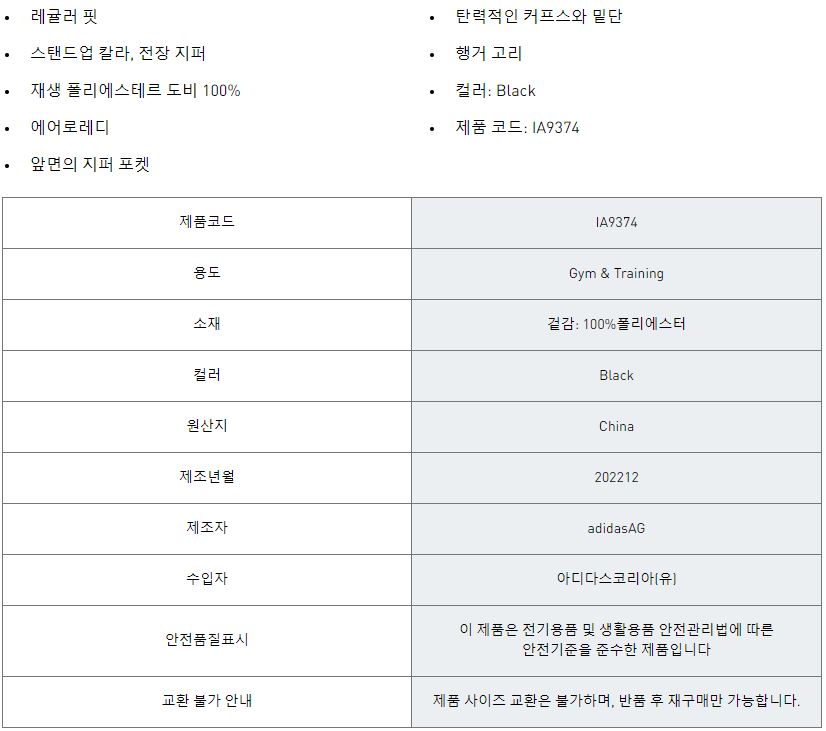 레귤러 핏
스탠드업 칼라, 전장 지퍼
재생 폴리에스테르 도비 100%
에어로레디
앞면의 지퍼 포켓
탄력적인 커프스와 밑단
행거 고리
컬러: Black
제품 코드: IA9374
제품코드 IA9374
용도 Gym & Training
소재 겉감: 100%폴리에스터
컬러 Black
원산지 China
제조년월 202212
제조자 adidasAG
수입자 아디다스코리아(유)
안전품질표시 이 제품은 전기용품 및 생활용품 안전관리법에 따른
안전기준을 준수한 제품입니다
교환 불가 안내 제품 사이즈 교환은 불가하며, 반품 후 재구매만 가능합니다.